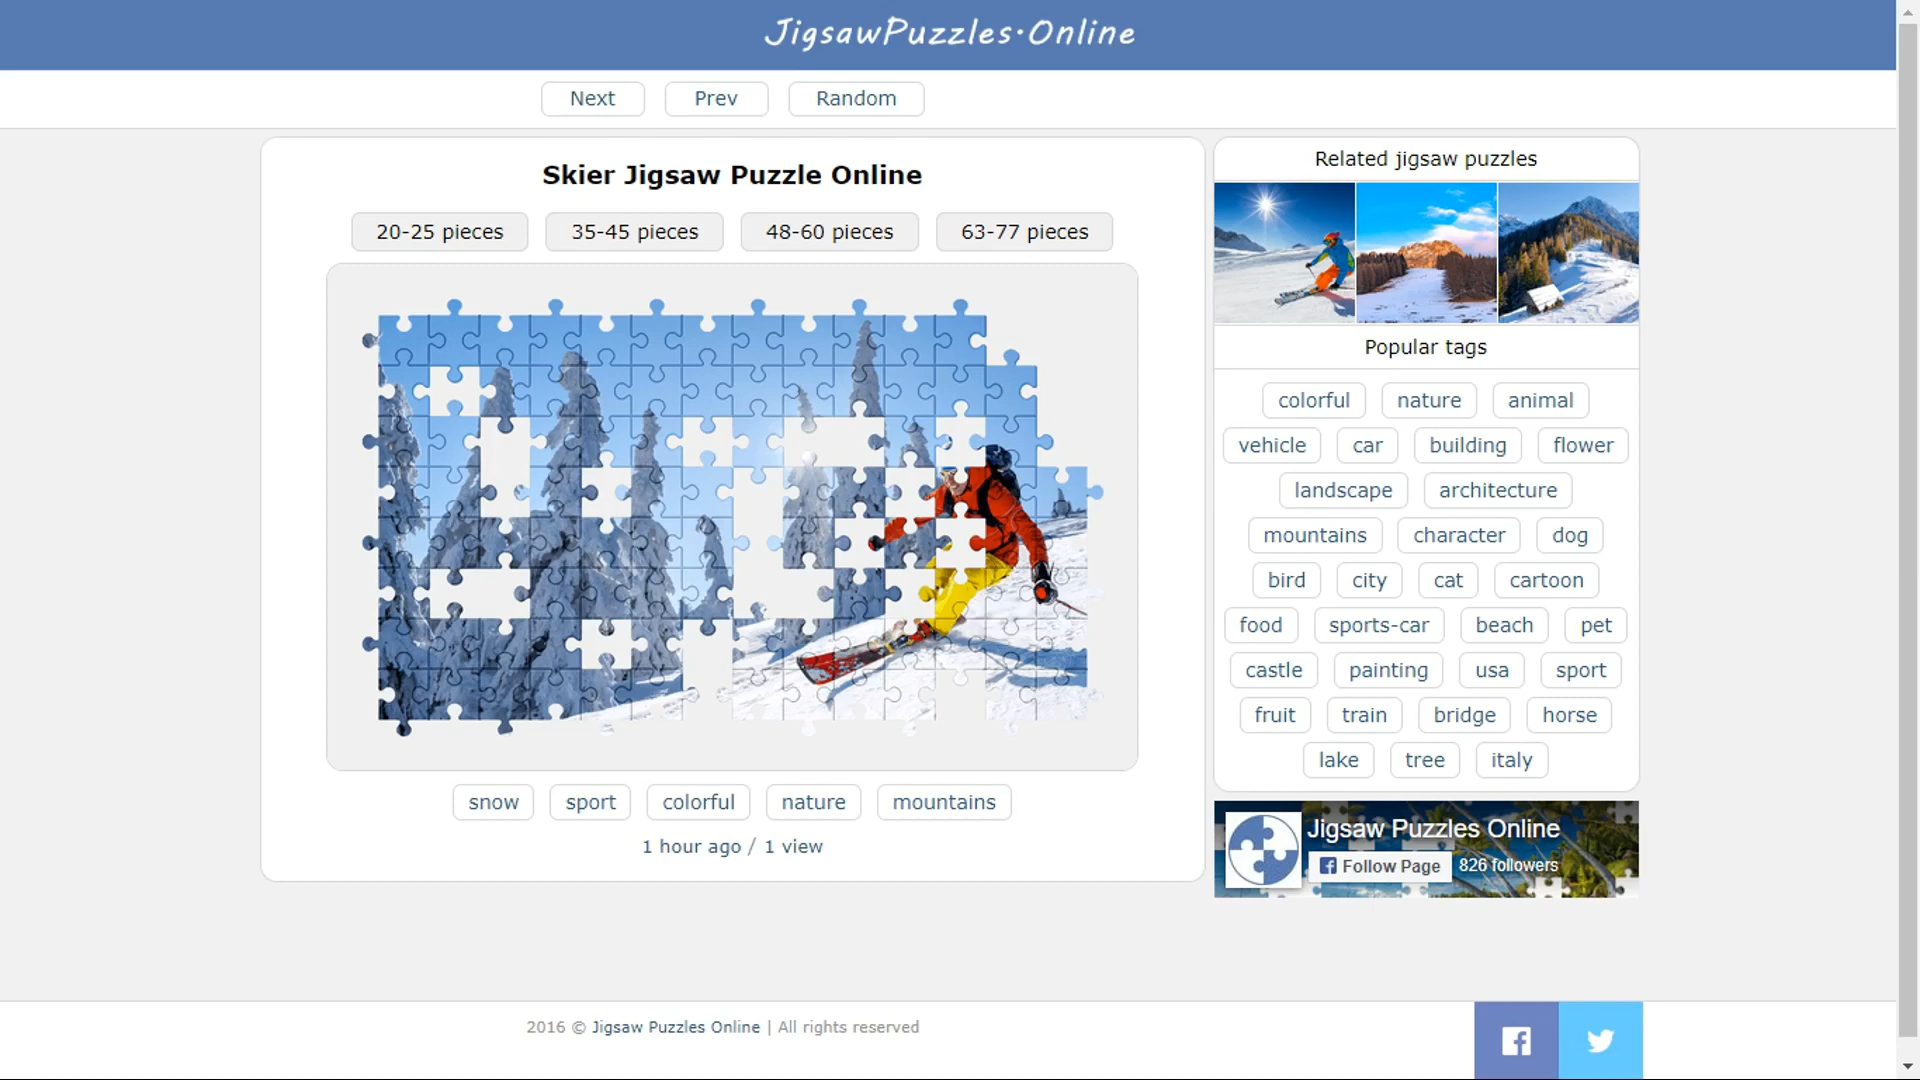 JigsawPuzzles·Online
Next Prev Random
Skier Jigsaw Puzzle Online
20-25 pieces 35-45 pieces 48-60 pieces 63-77 pieces
snow sport colorful nature mountains
1 hour ago / 1 view
Related jigsaw puzzles
Popular tags
colorful nature animal
vehicle car building flower
landscape architecture
mountains character dog
bird city cat cartoon
food sports-car beach pet
castle painting usa sport
fruit train bridge horse
lake tree italy
Jigsaw Puzzles Online
Follow Page 826 followers
2016 © Jigsaw Puzzles Online | All rights reserved